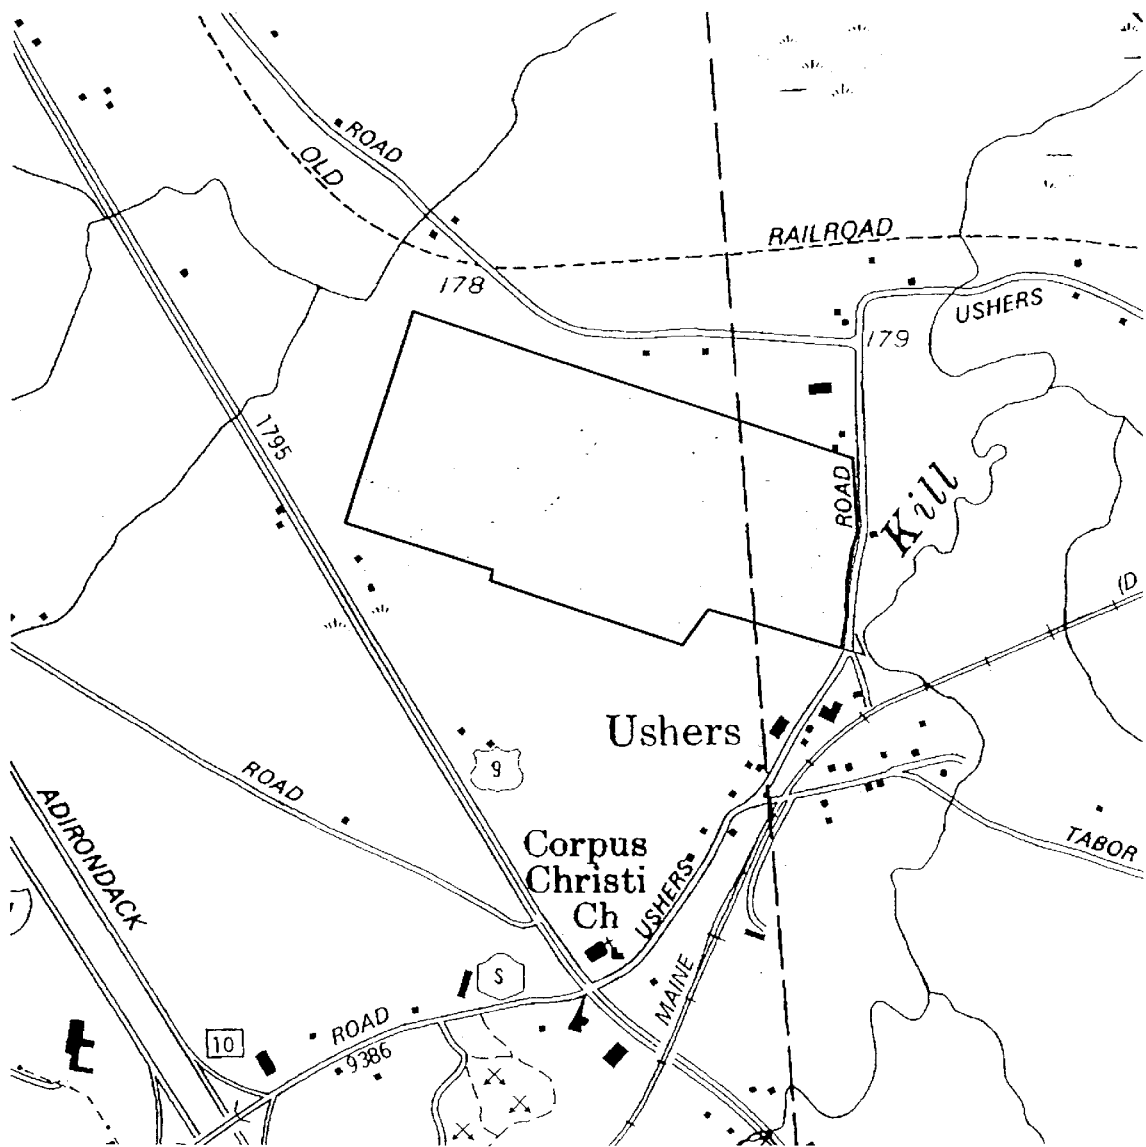 ROAD
OLD
RAILROAD
178
USHERS
179
1795
ROAD
Kill
(D
Ushers
9
ROAD
ADIRONDACK
Corpus
Christi
Ch
USHERS
TABOR
S
MAINE
ROAD
10
9386